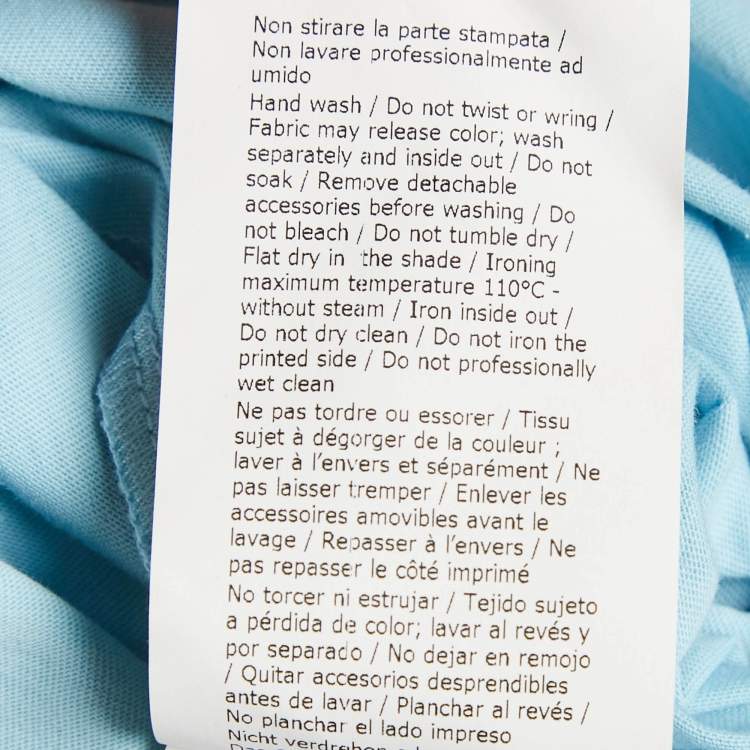 Non stirare la parte stampata /
Non lavare professionalmente ad
umido
Hand wash / Do not twist or wring /
Fabric may release color; wash
separately and inside out / Do not
soak / Remove detachable
accessories before washing / Do
not bleach / Do not tumble dry /
Flat dry in the shade / Ironing
maximum temperature 110°C -
without steam / Iron inside out /
Do not dry clean / Do not iron the
printed side / Do not professionally
wet clean
Ne pas tordre ou essorer / Tissu
sujet à dégorger de la couleur ;
laver à l'envers et séparément / Ne
pas laisser tremper / Enlever les
accessoires amovibles avant le
lavage / Repasser à l'envers / Ne
pas repasser le côté imprimé
No torcer ni estrujar / Tejido sujeto
a pérdida de color; lavar al revés y
por separado / No dejar en remojo
/ Quitar accesorios desprendibles
antes de lavar / Planchar al revés /
No planchar el lado impreso
Nicht verdrehen